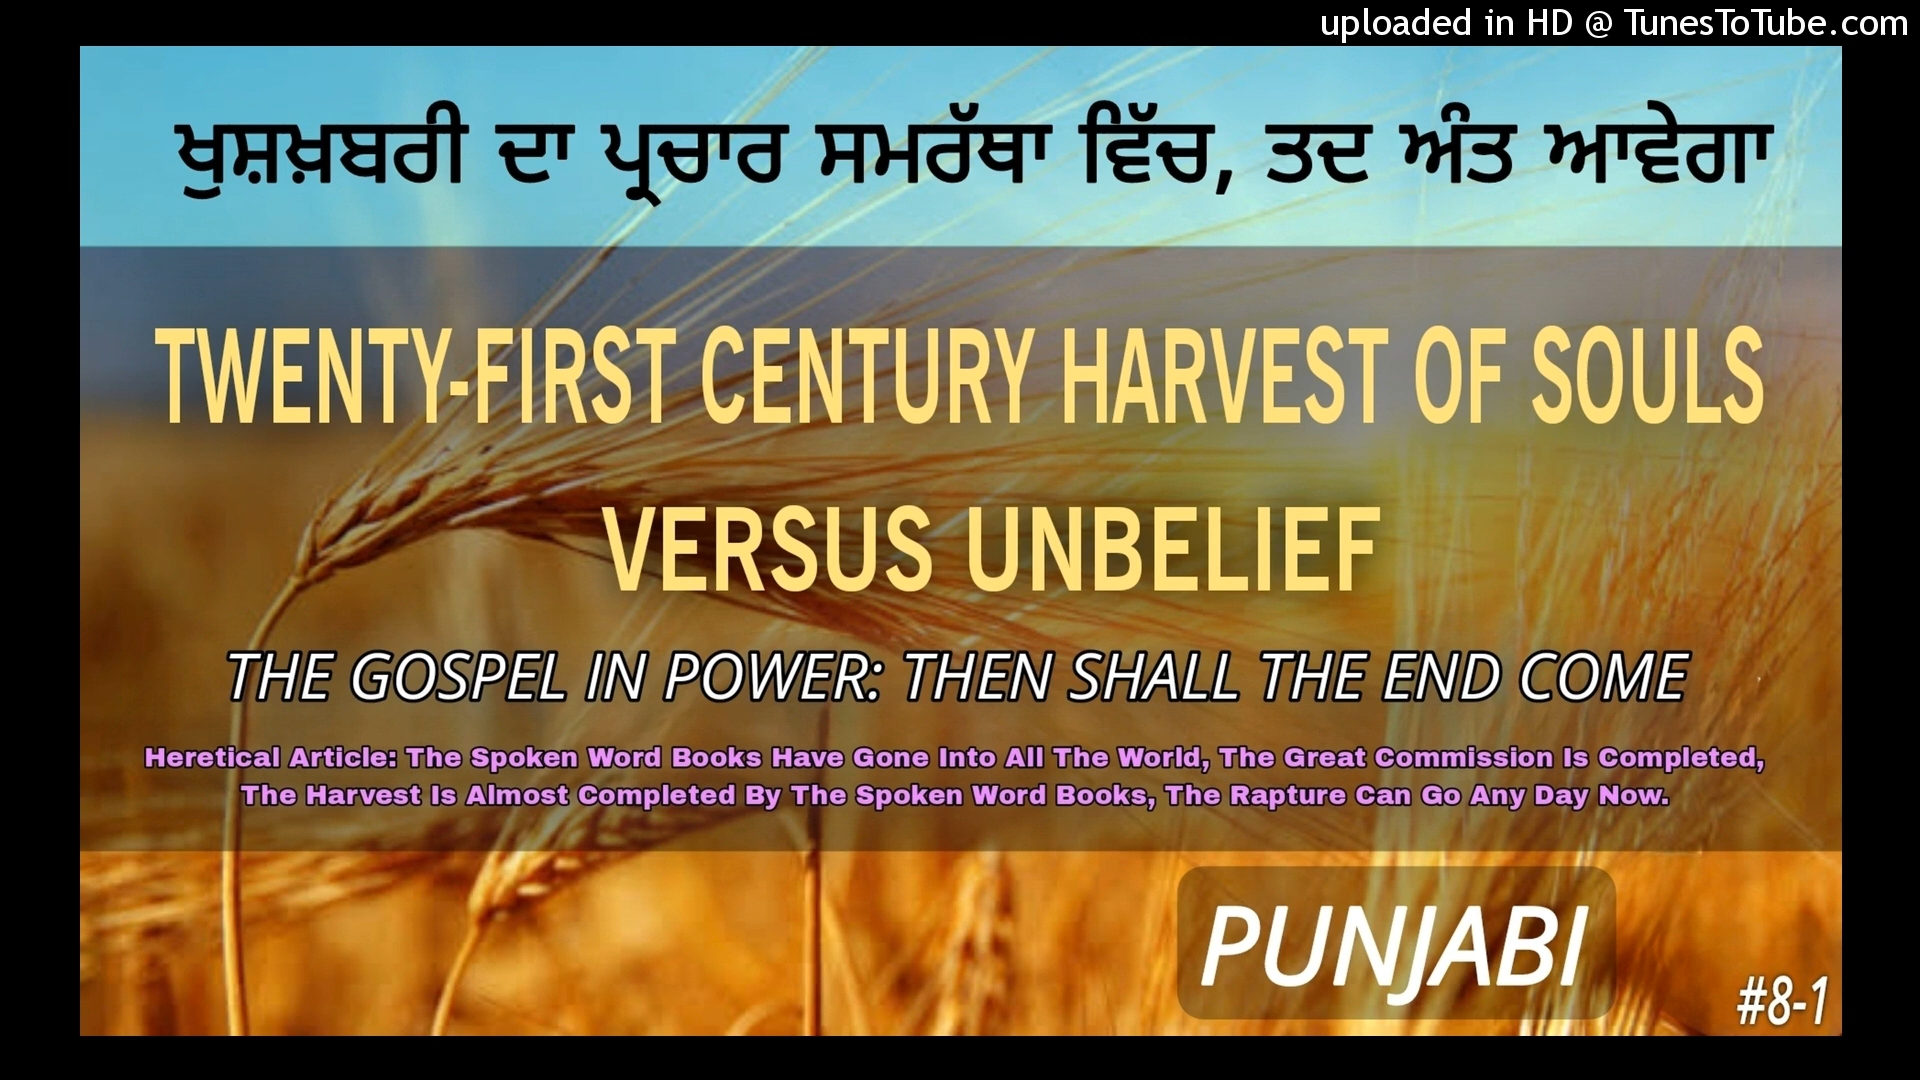 uploaded in HD @ TunesToTube.com
ਖੁਸ਼ਖ਼ਬਰੀ ਦਾ ਪ੍ਰਚਾਰ ਸਮਰੱਥਾ ਵਿੱਚ, ਤਦ ਅੰਤ ਆਵੇਗਾ
TWENTY-FIRST CENTURY HARVEST OF SOULS
VERSUS UNBELIEF
THE GOSPEL IN POWER: THEN SHALL THE END COME
Heretical Article: The Spoken Word Books Have Gone Into All The World, The Great Commission Is Completed,
The Harvest Is Almost Completed By The Spoken Word Books, The Rapture Can Go Any Day Now.
PUNJABI
#8-1